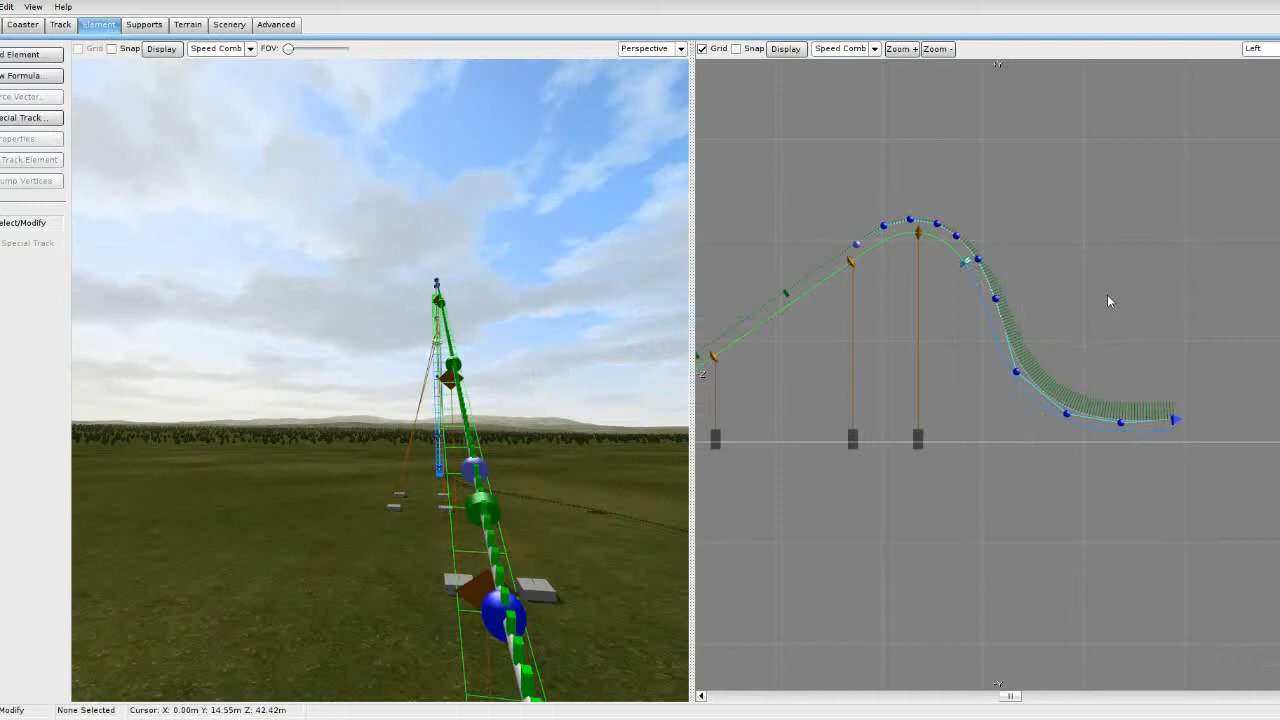 Edit View Help
Coaster Track Element Supports Terrain Scenery Advanced
d Element...
w Formula...
rce Vector...
ecial Track...
roperties
Track Element
ump Vertices
elect/Modify
Special Track
Grid Snap Display Speed Comb FOV: Perspective
Grid Snap Display Speed Comb Zoom + Zoom - Left
+Y
-Z
-Y
Modify None Selected Cursor: X: 0.00m Y: 14.55m Z: 42.42m